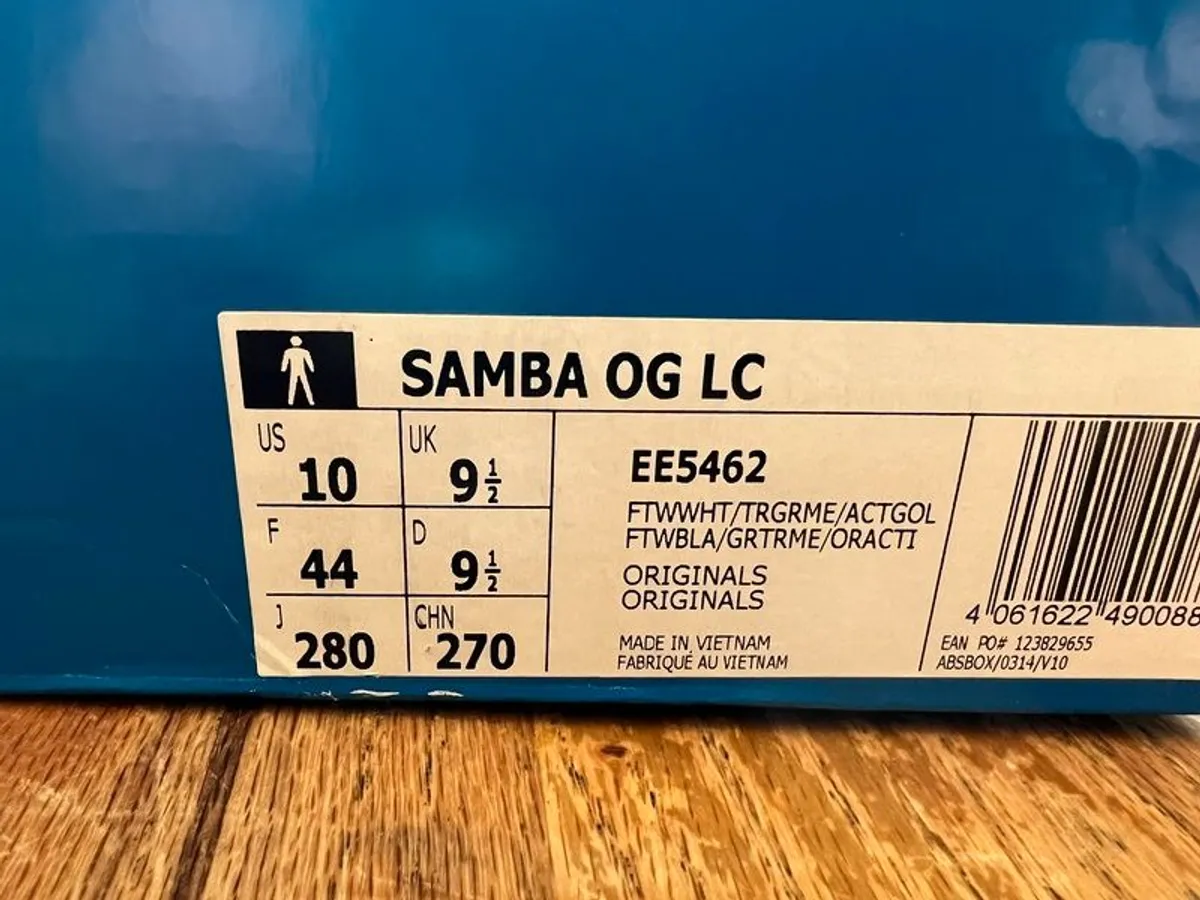 SAMBA OG LC
US 10 UK 9 1/2
F 44 D 9 1/2
J 280 CHN 270
EE5462
FTWWHT/TRGRME/ACTGOL
FTWBLA/GRTRME/ORACTI
ORIGINALS
ORIGINALS
MADE IN VIETNAM
FABRIQUÉ AU VIETNAM
4 061622 490088
EAN PO# 123829655
ABSBOX/0314/V10